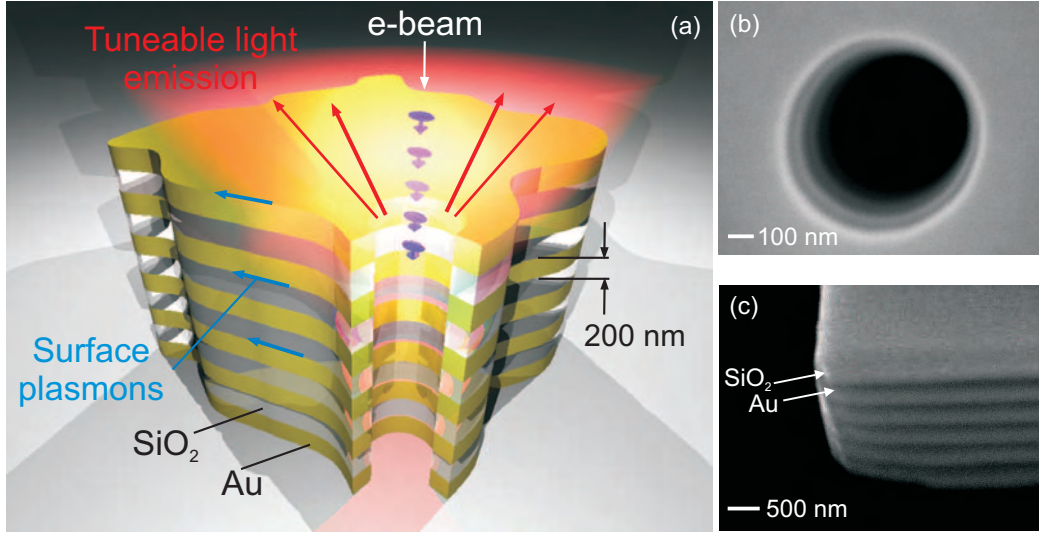 (a)
e-beam
Tuneable light
emission
200 nm
Surface
plasmons
SiO₂
Au
(b)
100 nm
(c)
SiO₂
Au
500 nm